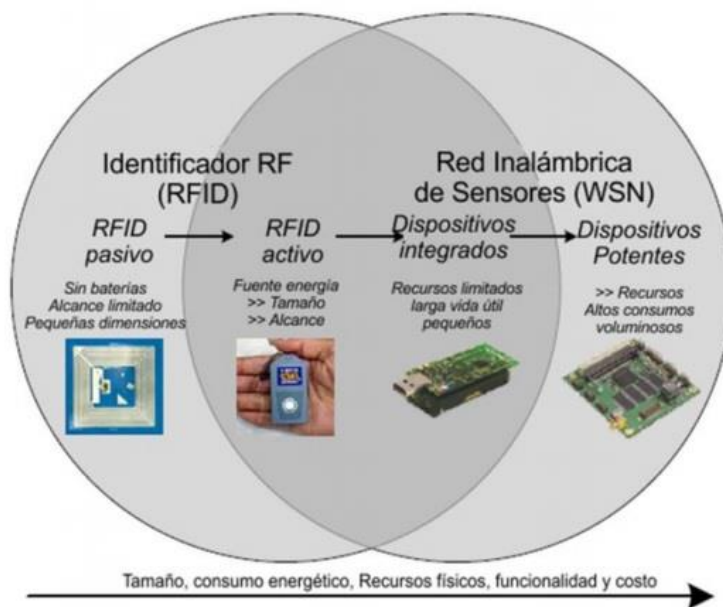 Identificador RF
(RFID)
Red Inalámbrica
de Sensores (WSN)
RFID
pasivo
RFID
activo
Dispositivos
integrados
Dispositivos
Potentes
Sin baterías
Alcance limitado
Pequeñas dimensiones
Fuente energía
>> Tamaño
>> Alcance
Recursos limitados
larga vida útil
pequeños
>> Recursos
Altos consumos
voluminosos
Tamaño, consumo energético, Recursos físicos, funcionalidad y costo